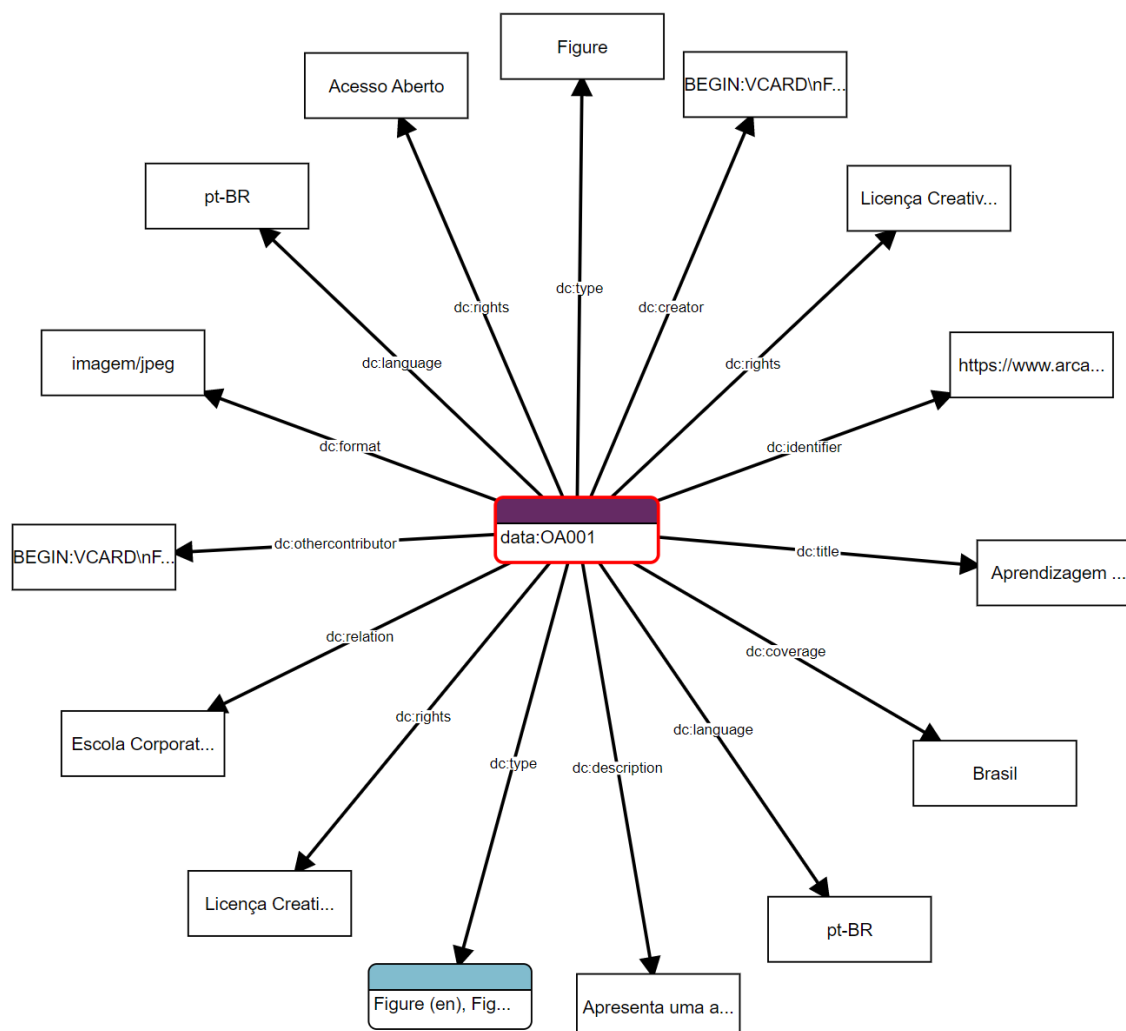 Figure
Acesso Aberto
BEGIN:VCARD\nF...
pt-BR
Licença Creativ...
dc:type
dc:rights
dc:creator
dc:language
dc:rights
imagem/jpeg
https://www.arca...
dc:format
dc:identifier
data:OA001
BEGIN:VCARD\nF...
dc:othercontributor
dc:title
Aprendizagem ...
dc:relation
dc:coverage
dc:rights
dc:language
Escola Corporat...
dc:type
dc:description
Brasil
Licença Creati...
pt-BR
Figure (en), Fig...
Apresenta uma a...